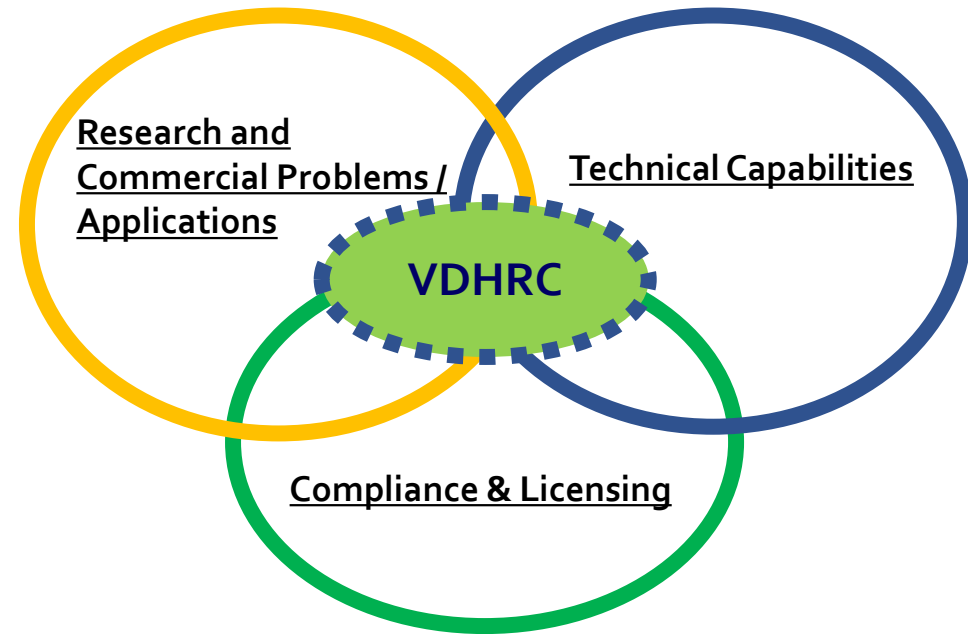 Research and
Commercial Problems /
Applications
Technical Capabilities
VDHRC
Compliance & Licensing